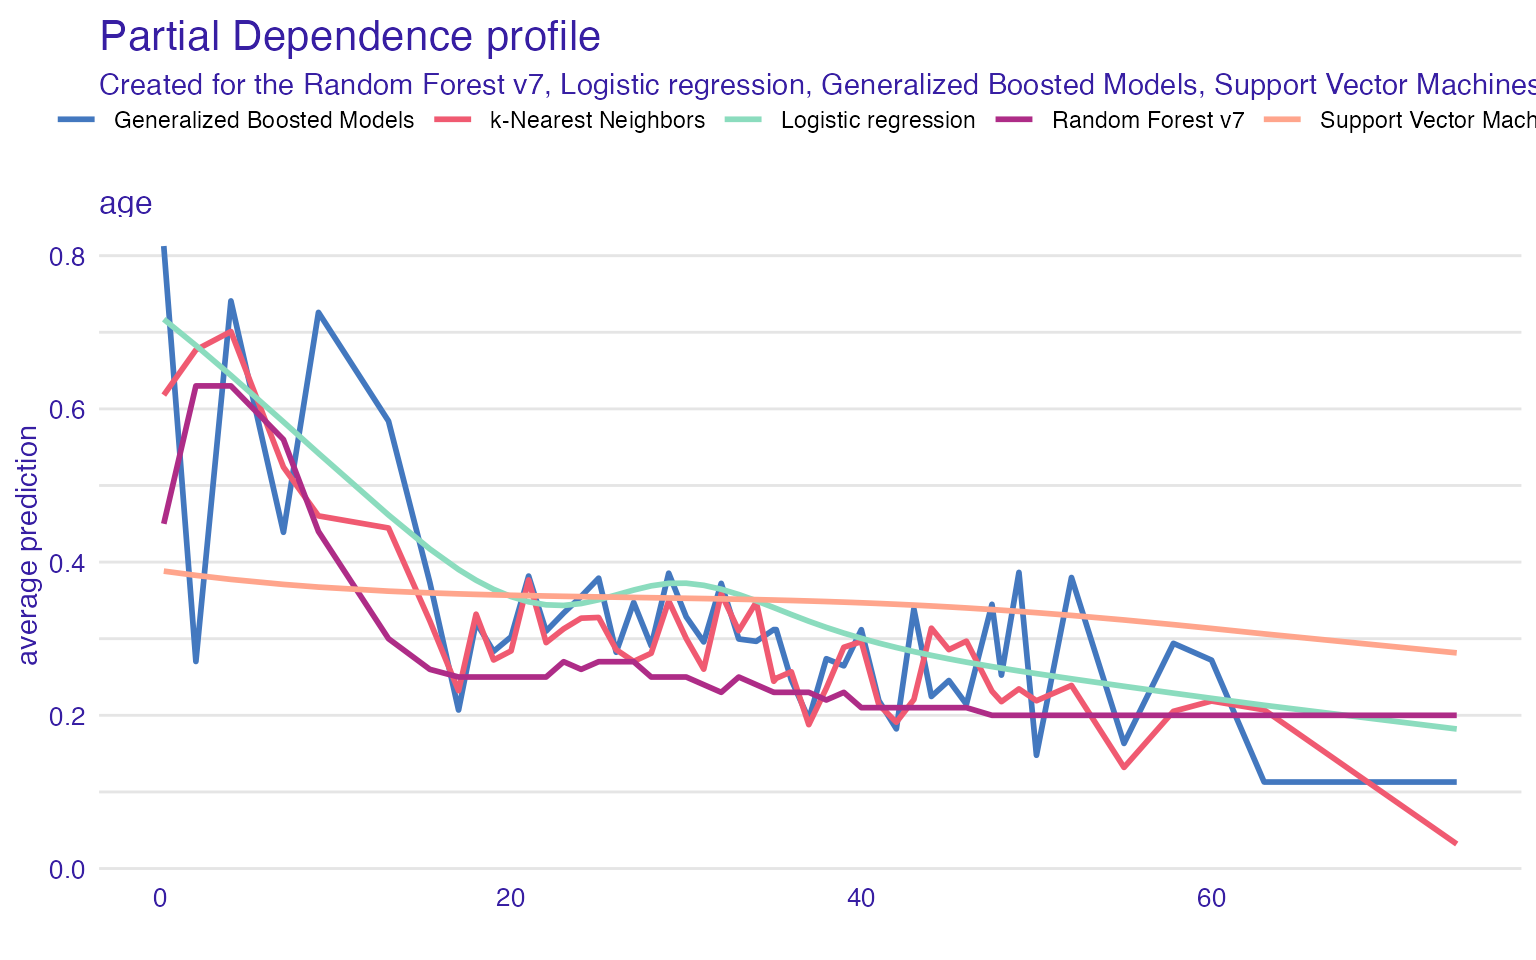 Partial Dependence profile
Created for the Random Forest v7, Logistic regression, Generalized Boosted Models, Support Vector Machines
Generalized Boosted Models k-Nearest Neighbors Logistic regression Random Forest v7 Support Vector Mach
age
average prediction
0.8
0.6
0.4
0.2
0.0
0 20 40 60